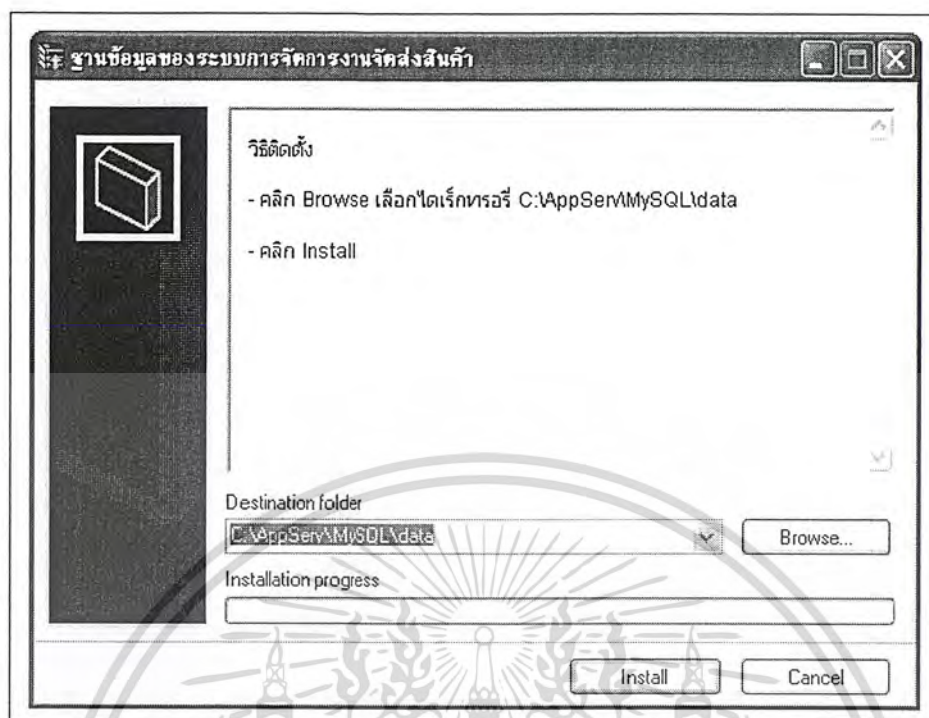 ฐานข้อมูลของระบบการจัดการงานจัดส่งสินค้า
วิธีติดตั้ง
- คลิก Browse เลือกไดเร็กทรอรี่ C:\AppServ\MySQL\data
- คลิก Install
Destination folder
C:\AppServ\MySQL\data
Browse...
Installation progress
Install
Cancel